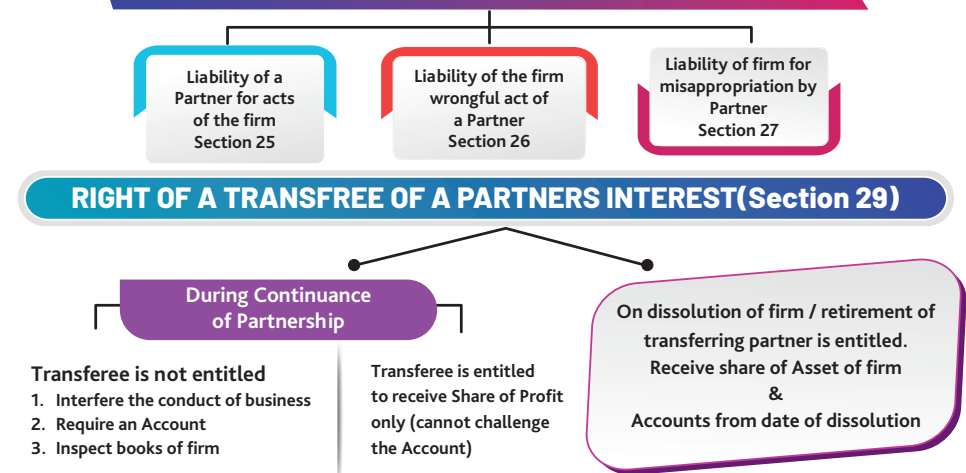 Liability of a
Partner for acts
of the firm
Section 25
Liability of the firm
wrongful act of
a Partner
Section 26
Liability of firm for
misappropriation by
Partner
Section 27
RIGHT OF A TRANSFREE OF A PARTNERS INTEREST(Section 29)
During Continuance
of Partnership
Transferee is not entitled
1. Interfere the conduct of business
2. Require an Account
3. Inspect books of firm
Transferee is entitled
to receive Share of Profit
only (cannot challenge
the Account)
On dissolution of firm / retirement of
transferring partner is entitled.
Receive share of Asset of firm
&
Accounts from date of dissolution